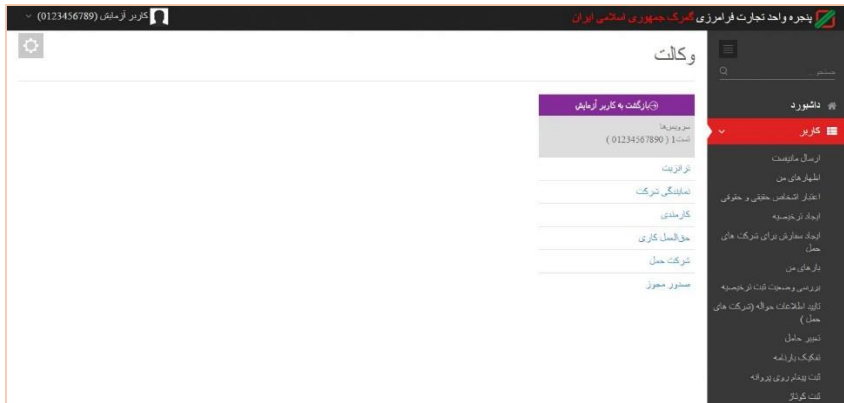 پنجره واحد تجارت فرامرزی گمرک جمهوری اسلامی ایران
کاربر آزمایش (0123456789)
وکالت
بازگشت به کاربر آزمایش
سرویس‌ها
تست1 ( 01234567890 )
ترانزیت
نمایندگی شرکت
کارمندی
حق‌العمل کاری
شرکت حمل
صدور مجوز
جستجو...
داشبورد
کاربر
ارسال مانیفست
اظهارهای من
اعتبار اشخاص حقیقی و حقوقی
ایجاد ترخیصیه
ایجاد سفارش برای شرکت های
حمل
بارهای من
بررسی وضعیت ثبت ترخیصیه
تایید اطلاعات حواله (شرکت های
حمل )
تغییر حامل
تفکیک بارنامه
ثبت پیغام روی پروانه
ثبت کوتاژ